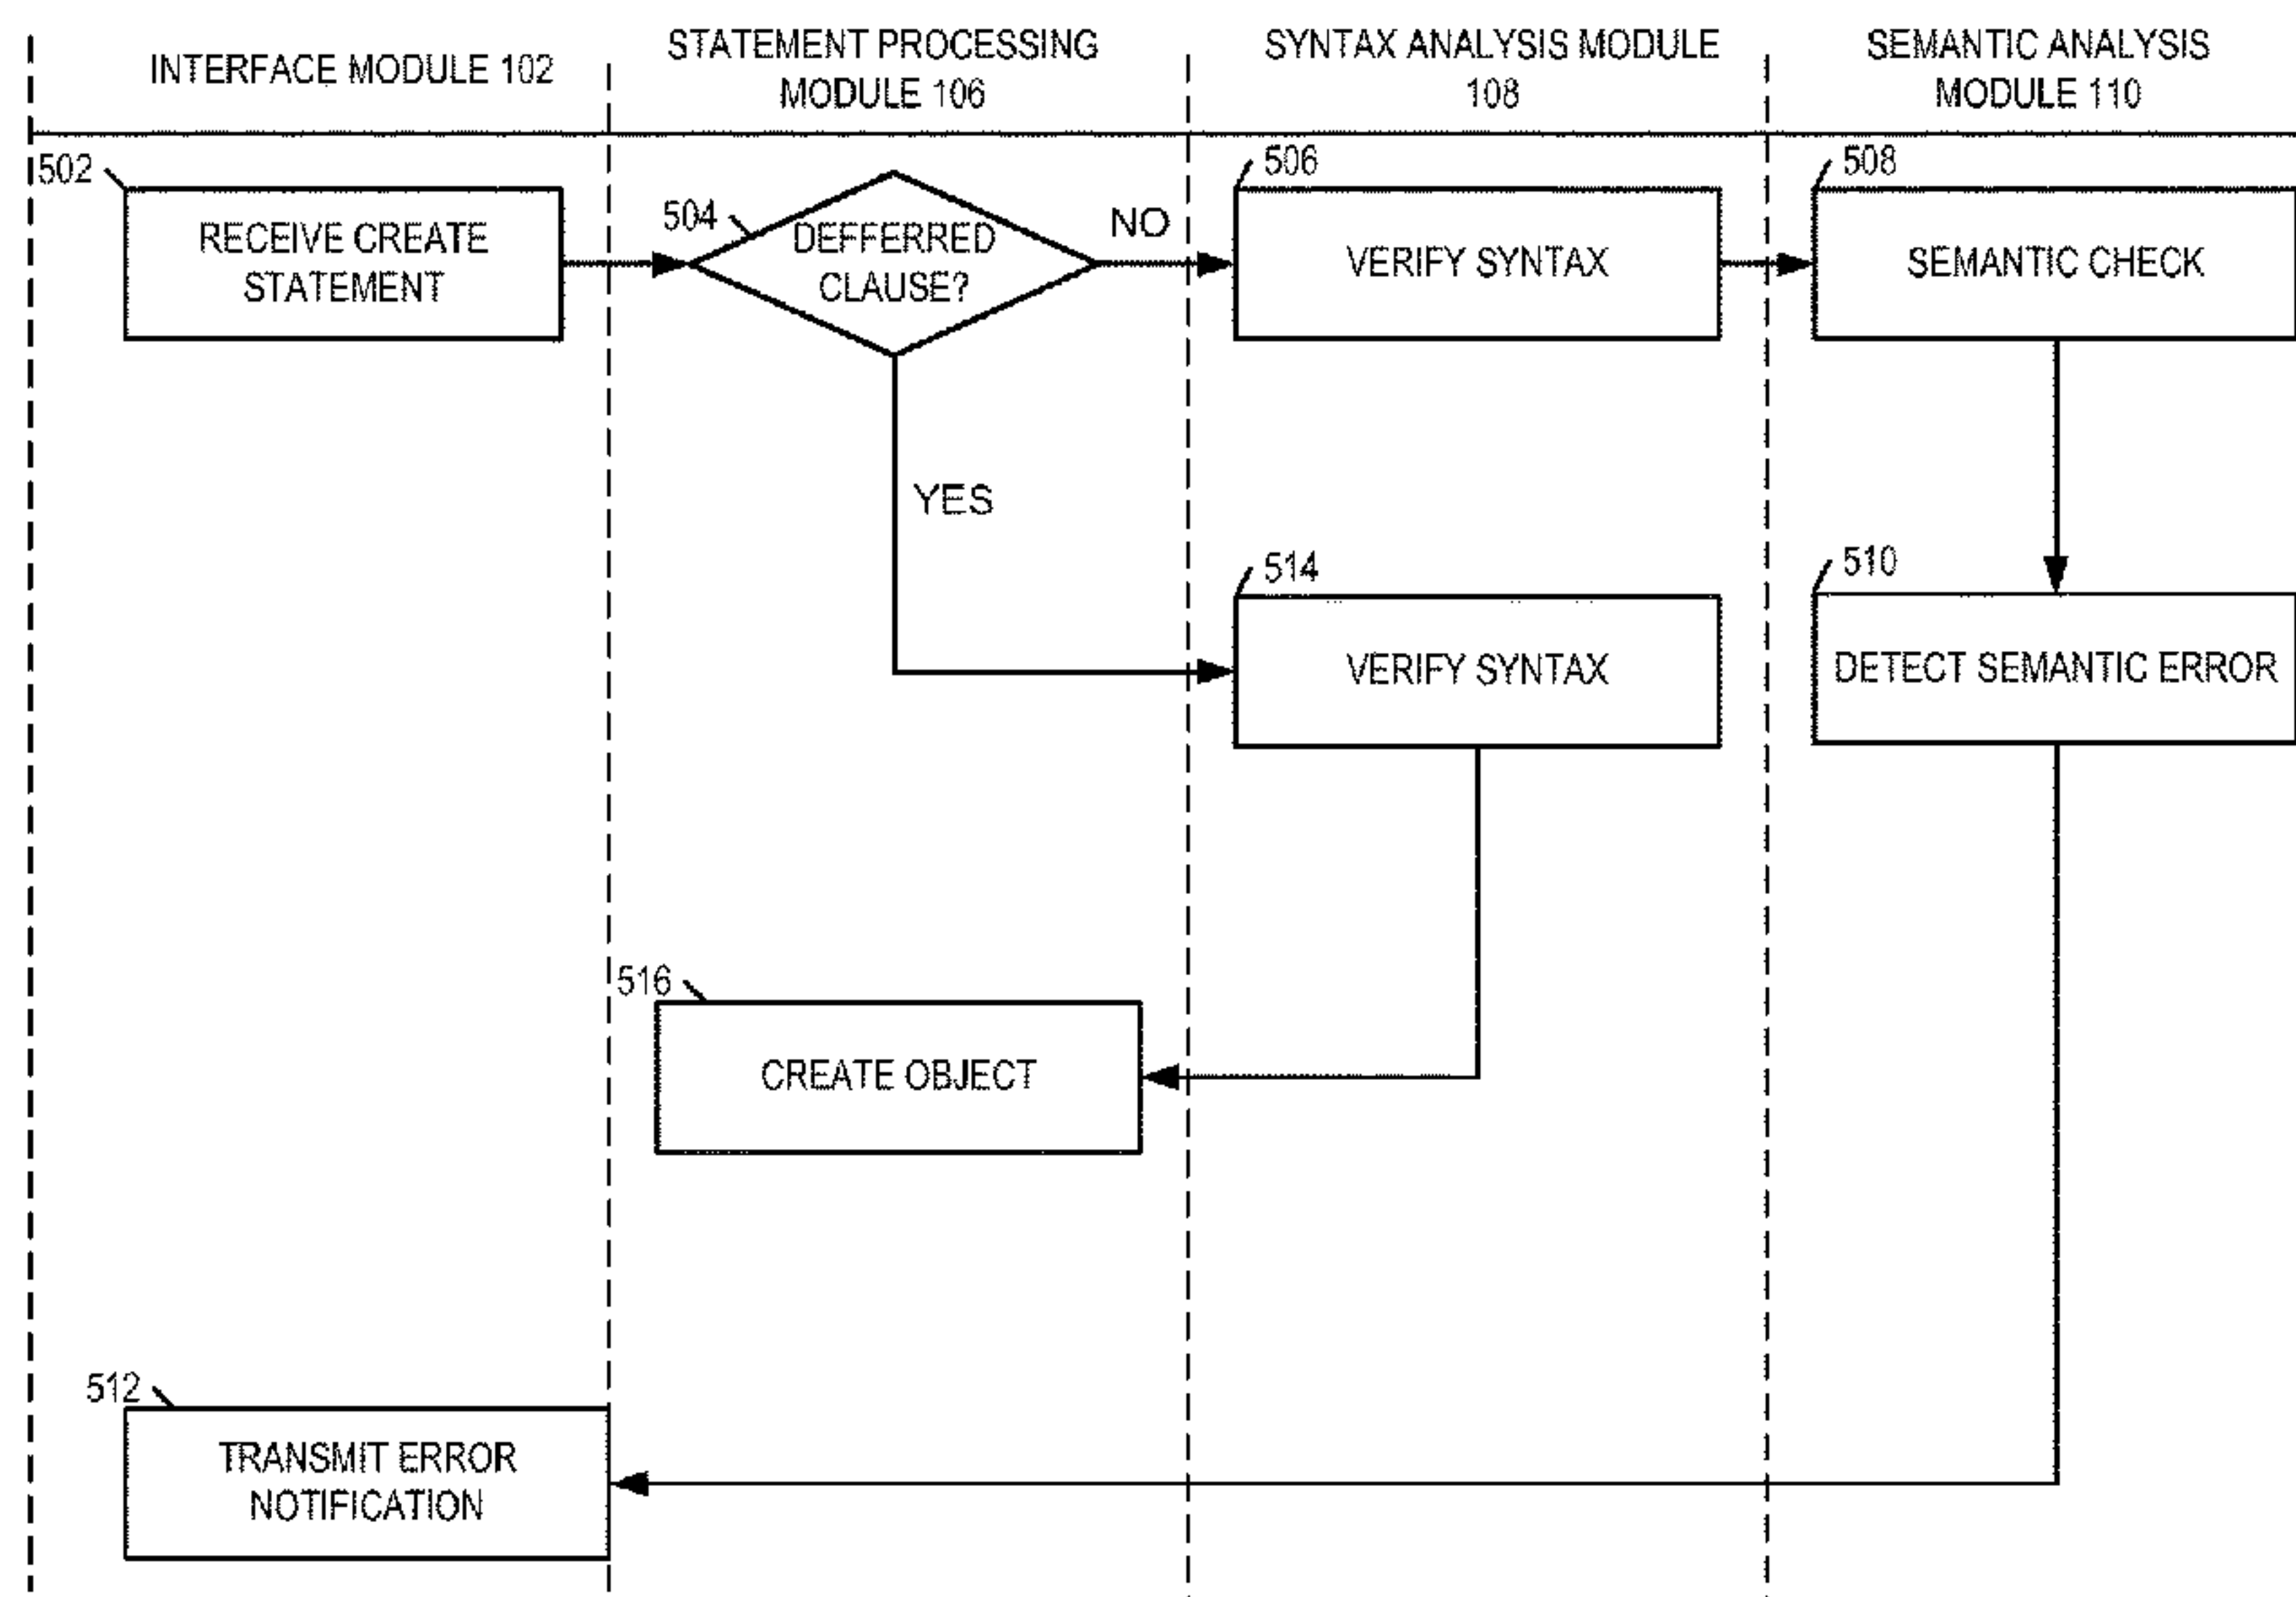 INTERFACE MODULE 102
STATEMENT PROCESSING
MODULE 106
SYNTAX ANALYSIS MODULE
108
SEMANTIC ANALYSIS
MODULE 110
502
RECEIVE CREATE
STATEMENT
504
DEFFERRED
CLAUSE?
NO
506
VERIFY SYNTAX
508
SEMANTIC CHECK
YES
514
VERIFY SYNTAX
510
DETECT SEMANTIC ERROR
516
CREATE OBJECT
512
TRANSMIT ERROR
NOTIFICATION